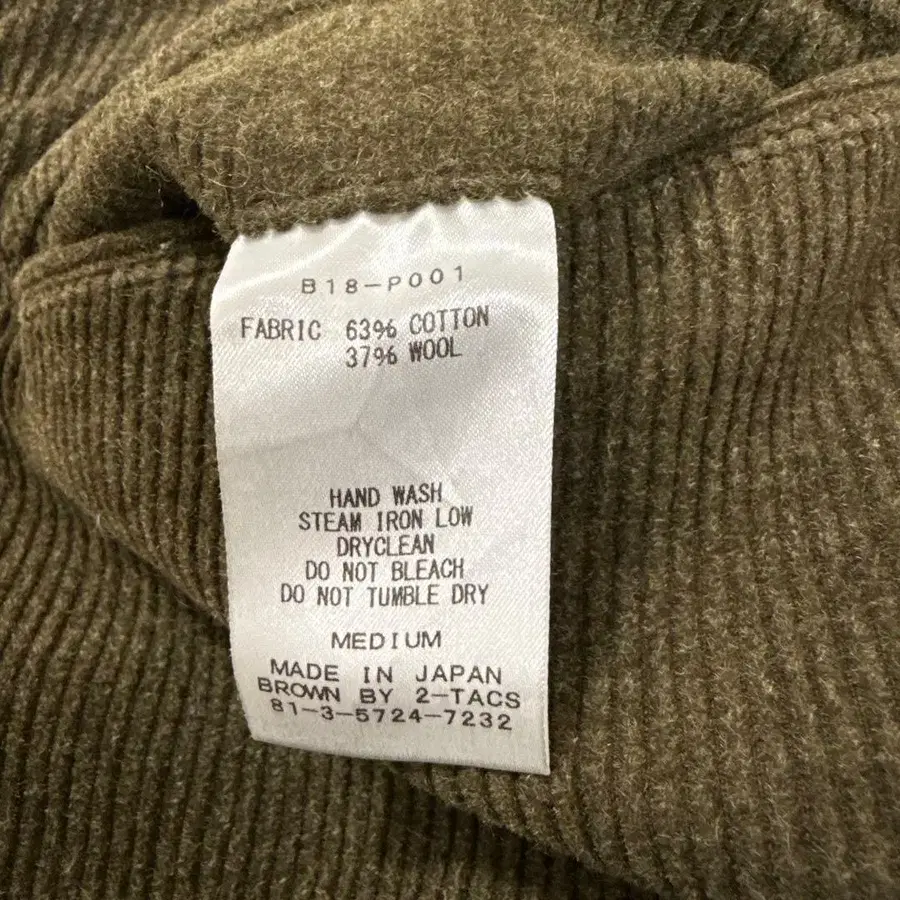 B18-P001
FABRIC 63% COTTON
37% WOOL
HAND WASH
STEAM IRON LOW
DRYCLEAN
DO NOT BLEACH
DO NOT TUMBLE DRY
MEDIUM
MADE IN JAPAN
BROWN BY 2-TACS
81-3-5724-7232